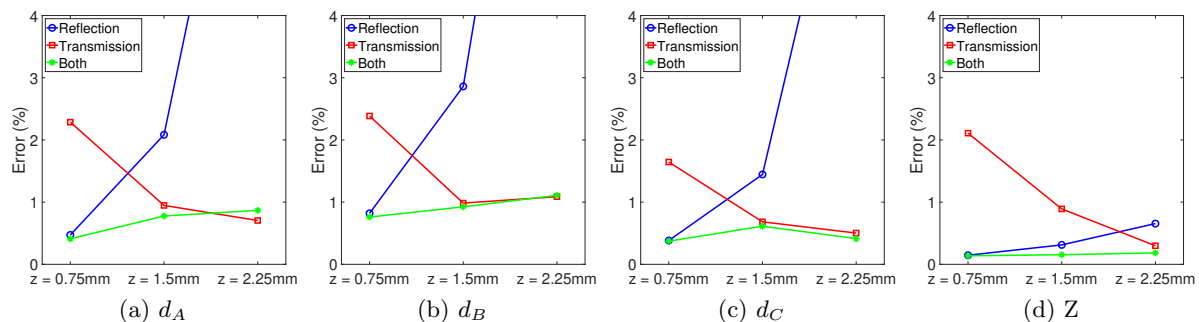 4
3
2
1
0
Error (%)
Reflection
Transmission
Both
z = 0.75mm z = 1.5mm z = 2.25mm
(a) d_A
4
3
2
1
0
Error (%)
Reflection
Transmission
Both
z = 0.75mm z = 1.5mm z = 2.25mm
(b) d_B
4
3
2
1
0
Error (%)
Reflection
Transmission
Both
z = 0.75mm z = 1.5mm z = 2.25mm
(c) d_C
4
3
2
1
0
Error (%)
Reflection
Transmission
Both
z = 0.75mm z = 1.5mm z = 2.25mm
(d) Z